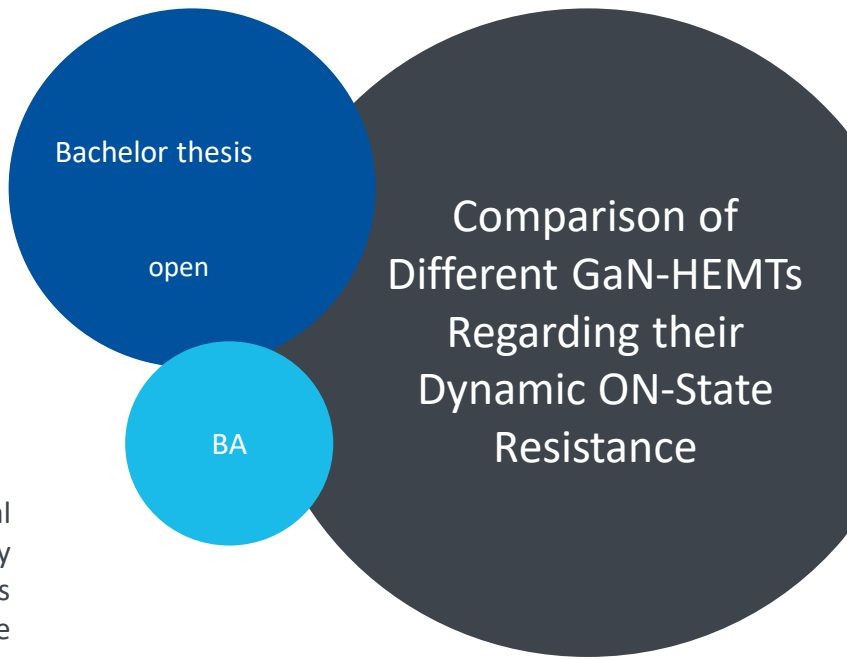 Bachelor thesis
open
BA
Comparison of
Different GaN-HEMTs
Regarding their
Dynamic ON-State
Resistance